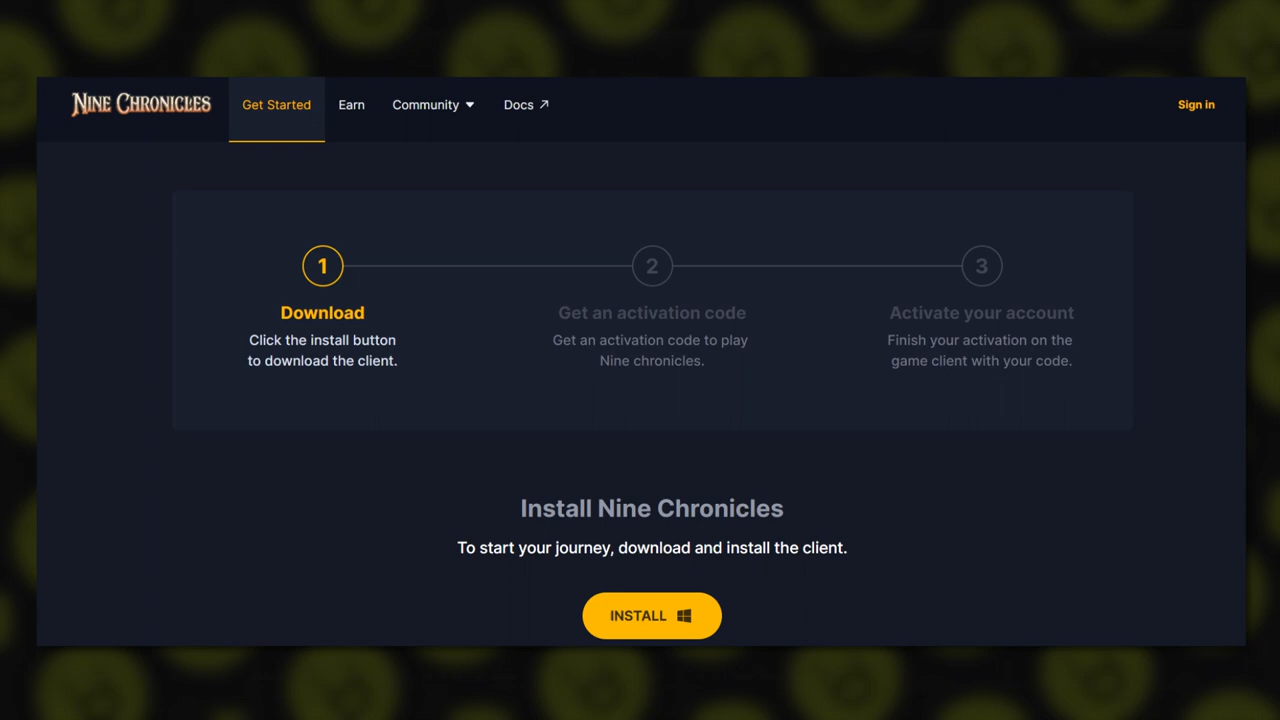 NINE CHRONICLES
Get Started
Earn
Community
Docs
Sign in
1
Download
Click the install button
to download the client.
2
Get an activation code
Get an activation code to play
Nine chronicles.
3
Activate your account
Finish your activation on the
game client with your code.
Install Nine Chronicles
To start your journey, download and install the client.
INSTALL